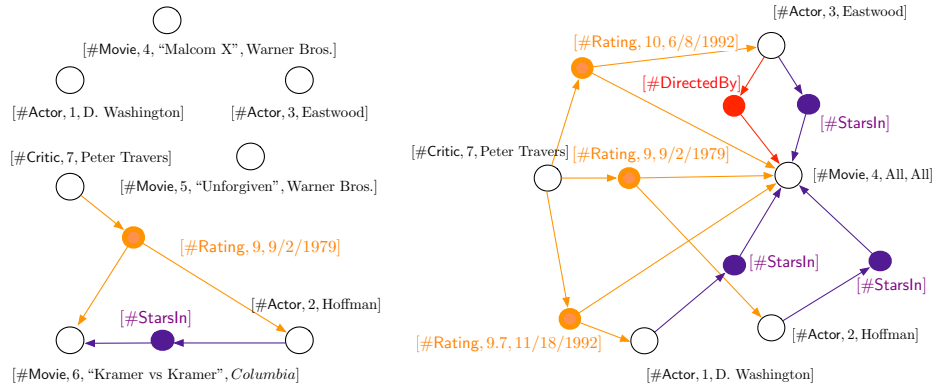 [#Movie, 4, “Malcom X”, Warner Bros.]
[#Actor, 1, D. Washington]
[#Actor, 3, Eastwood]
[#Critic, 7, Peter Travers]
[#Movie, 5, “Unforgiven”, Warner Bros.]
[#Rating, 9, 9/2/1979]
[#Actor, 2, Hoffman]
[#StarsIn]
[#Movie, 6, “Kramer vs Kramer”, Columbia]
[#Actor, 3, Eastwood]
[#Rating, 10, 6/8/1992]
[#DirectedBy]
[#StarsIn]
[#Critic, 7, Peter Travers]
[#Rating, 9, 9/2/1979]
[#Movie, 4, All, All]
[#StarsIn]
[#StarsIn]
[#Actor, 2, Hoffman]
[#Rating, 9.7, 11/18/1992]
[#Actor, 1, D. Washington]